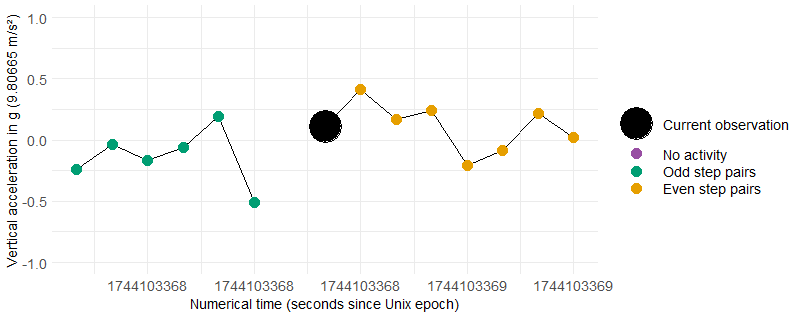 Vertical acceleration in g (9.80665 m/s²)
1.0
0.5
0.0
-0.5
-1.0
1744103368 1744103368 1744103368 1744103369 1744103369
Numerical time (seconds since Unix epoch)
Current observation
No activity
Odd step pairs
Even step pairs